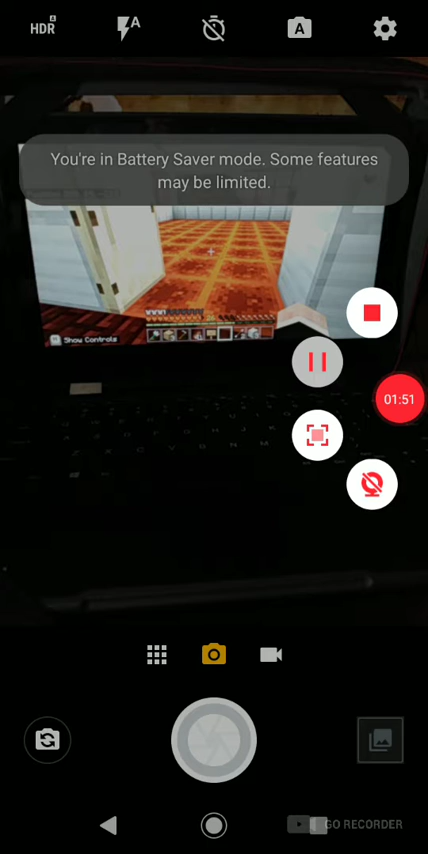 HDR
A
A
A
You're in Battery Saver mode. Some features
may be limited.
Show Controls
01:51
GO RECORDER